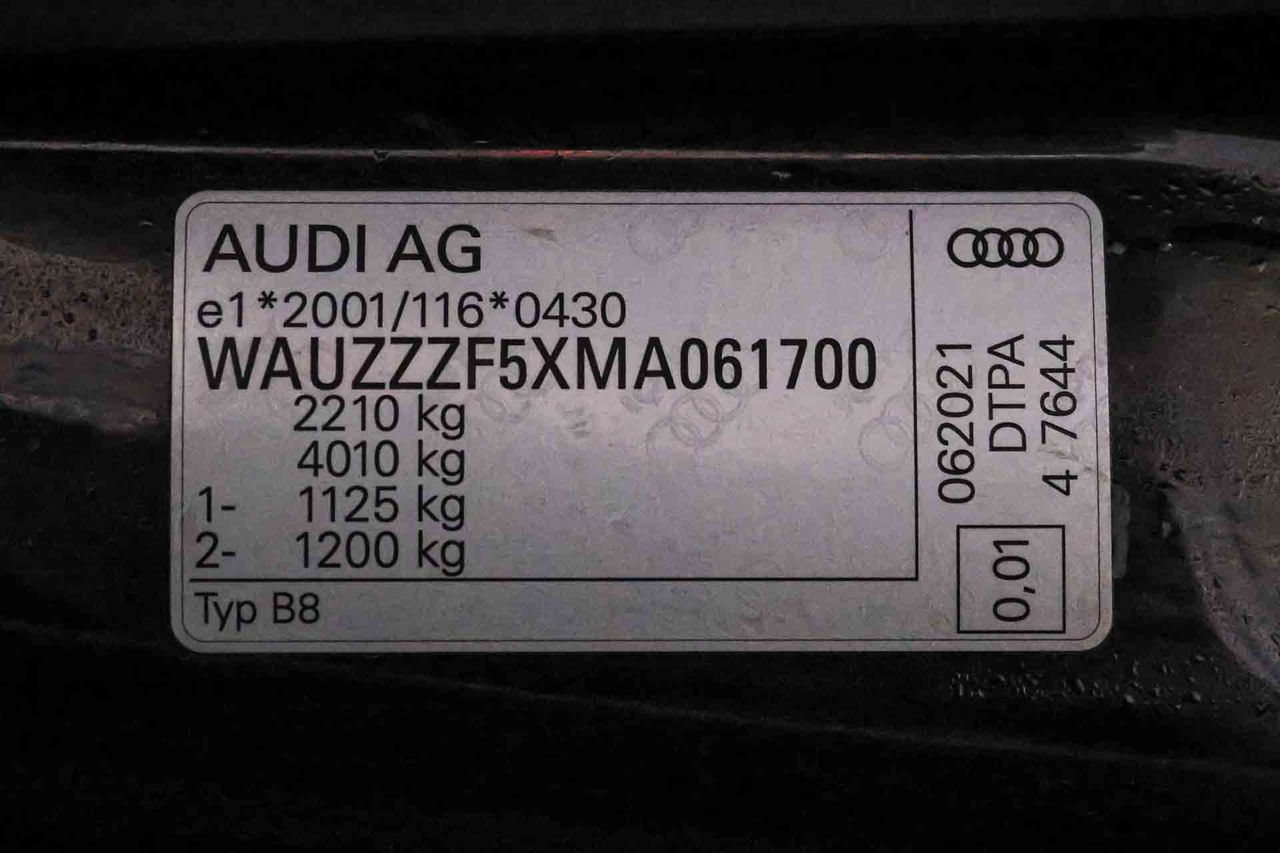 AUDI AG
e1*2001/116*0430
WAUZZZF5XMA061700
2210 kg
4010 kg
1- 1125 kg
2- 1200 kg
Typ B8
062021
DTPA
4 7644
0,01